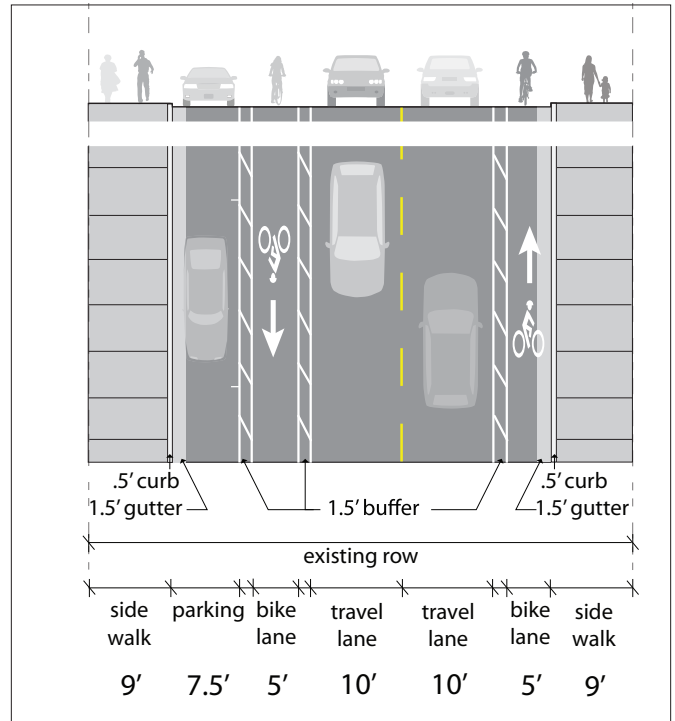 .5’ curb
1.5’ gutter
1.5’ buffer
.5’ curb
1.5’ gutter
existing row
side walk
parking
bike lane
travel lane
travel lane
bike lane
side walk
9’ 7.5’ 5’ 10’ 10’ 5’ 9’